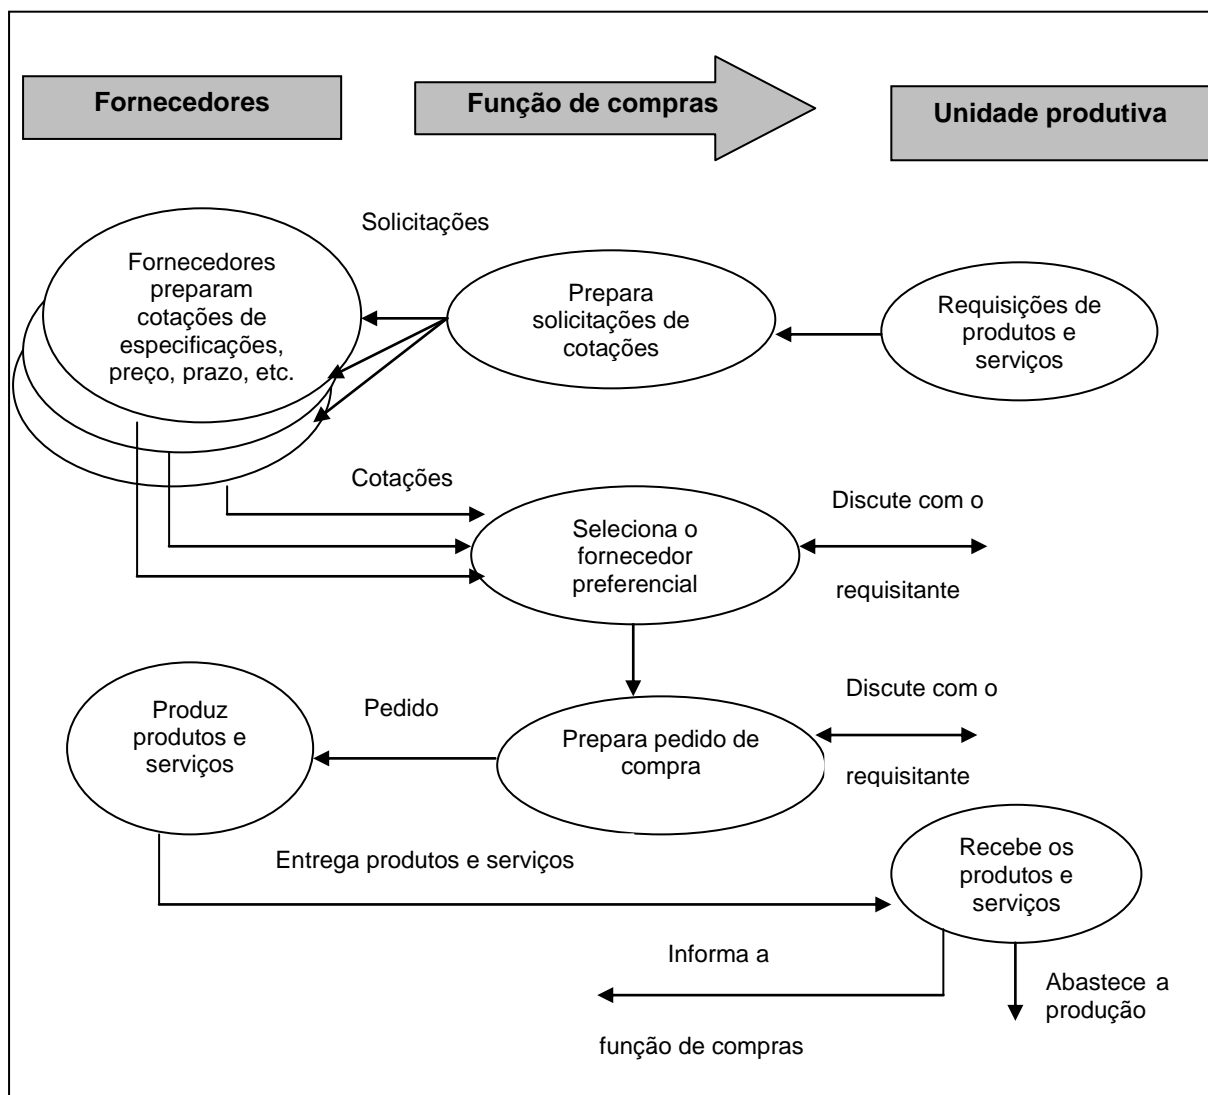 Fornecedores
Função de compras
Unidade produtiva
Solicitações
Fornecedores
preparam
cotações de
especificações,
preço, prazo, etc.
Prepara
solicitações de
cotações
Requisições de
produtos e
serviços
Cotações
Seleciona o
fornecedor
preferencial
Discute com o
requisitante
Produz
produtos e
serviços
Pedido
Prepara pedido de
compra
Discute com o
requisitante
Entrega produtos e serviços
Recebe os
produtos e
serviços
Informa a
função de compras
Abastece a
produção